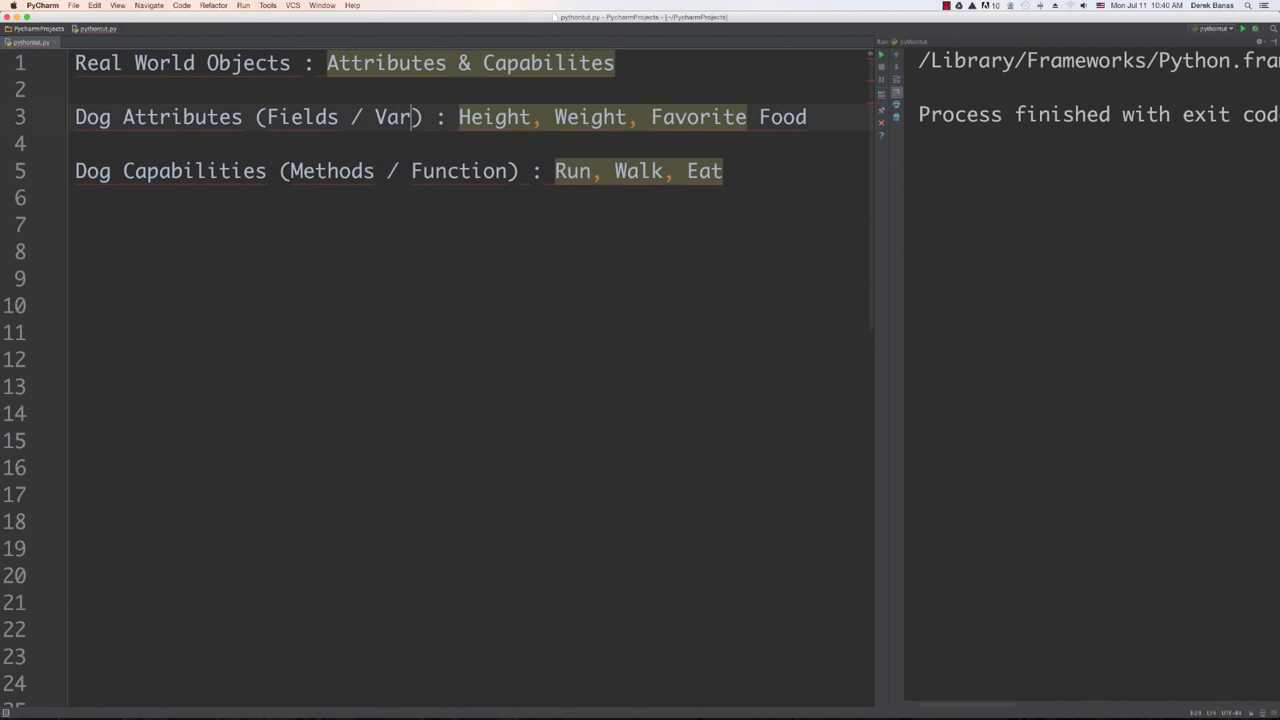 PyCharm File Edit View Navigate Code Refactor Run Tools VCS Window Help
10 Mon Jul 11 10:40 AM Derek Banas
pythontut.py - PycharmProjects - [~/PycharmProjects]
PycharmProjects pythontut.py pythontut
pythontut.py Run pythontut
1 Real World Objects : Attributes & Capabilites
2
3 Dog Attributes (Fields / Var) : Height, Weight, Favorite Food
4
5 Dog Capabilities (Methods / Function) : Run, Walk, Eat
6
7
8
9
10
11
12
13
14
15
16
17
18
19
20
21
22
23
24
/Library/Frameworks/Python.fra
Process finished with exit cod
3:29 LF÷ UTF-8÷